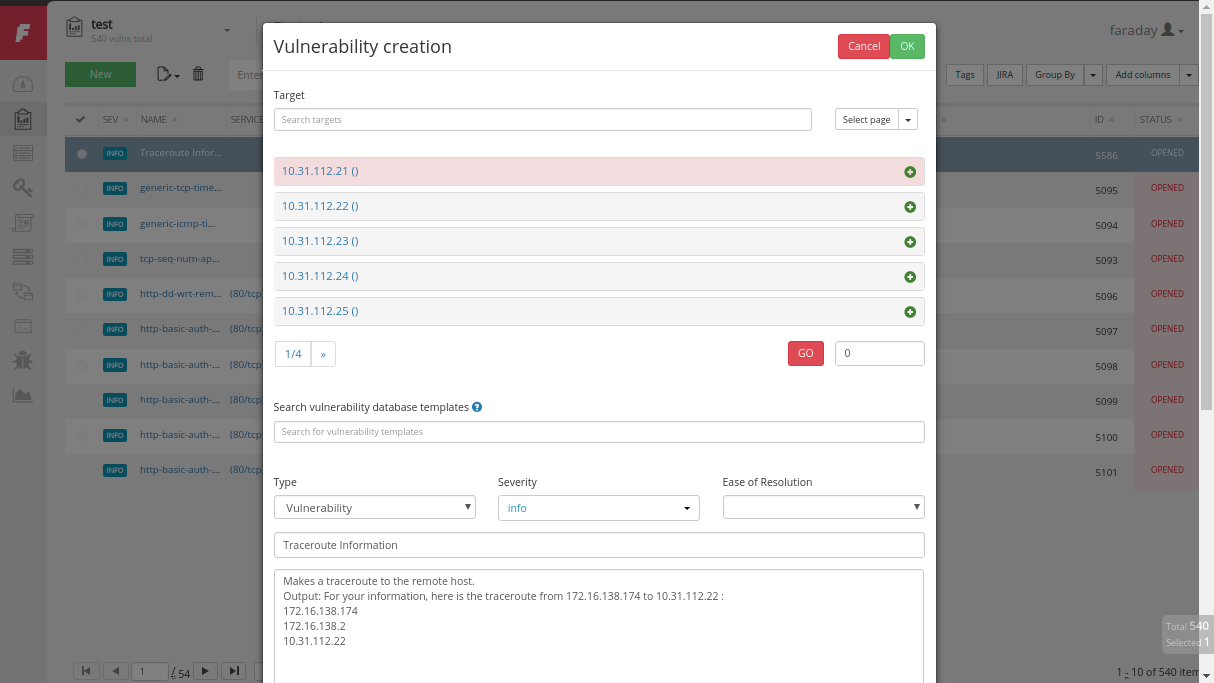 test
540 vulns total
faraday
New
Enter
Tags
JIRA
Group By
Add columns
SEV
NAME
SERVICE
ID
STATUS
INFO Traceroute Infor... 5586 OPENED
INFO generic-tcp-time... 5095 OPENED
INFO generic-icmp-ti... 5094 OPENED
INFO tcp-seq-num-ap... 5093 OPENED
INFO http-dd-wrt-rem... (80/tcp 5096 OPENED
INFO http-basic-auth-... (80/tcp 5097 OPENED
INFO http-basic-auth-... (80/tcp 5098 OPENED
INFO http-basic-auth-... (80/tcp 5099 OPENED
INFO http-basic-auth-... (80/tcp 5100 OPENED
INFO http-basic-auth-... (80/tcp 5101 OPENED
1 / 54
Vulnerability creation
Cancel
OK
Target
Search targets
Select page
10.31.112.21 ()
10.31.112.22 ()
10.31.112.23 ()
10.31.112.24 ()
10.31.112.25 ()
1/4 »
GO
0
Search vulnerability database templates ?
Search for vulnerability templates
Type
Severity
Ease of Resolution
Vulnerability
info
Traceroute Information
Makes a traceroute to the remote host.
Output: For your information, here is the traceroute from 172.16.138.174 to 10.31.112.22 :
172.16.138.174
172.16.138.2
10.31.112.22
Total 540
Selected 1
1 - 10 of 540 item